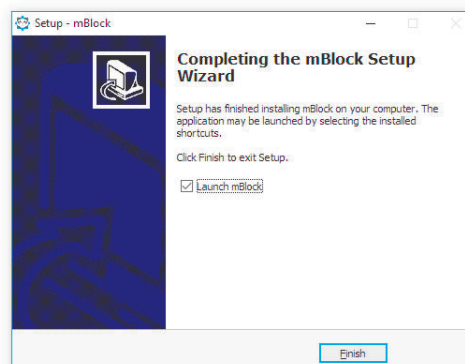 Setup - mBlock
Completing the mBlock Setup
Wizard
Setup has finished installing mBlock on your computer. The
application may be launched by selecting the installed
shortcuts.
Click Finish to exit Setup.
Launch mBlock
Finish